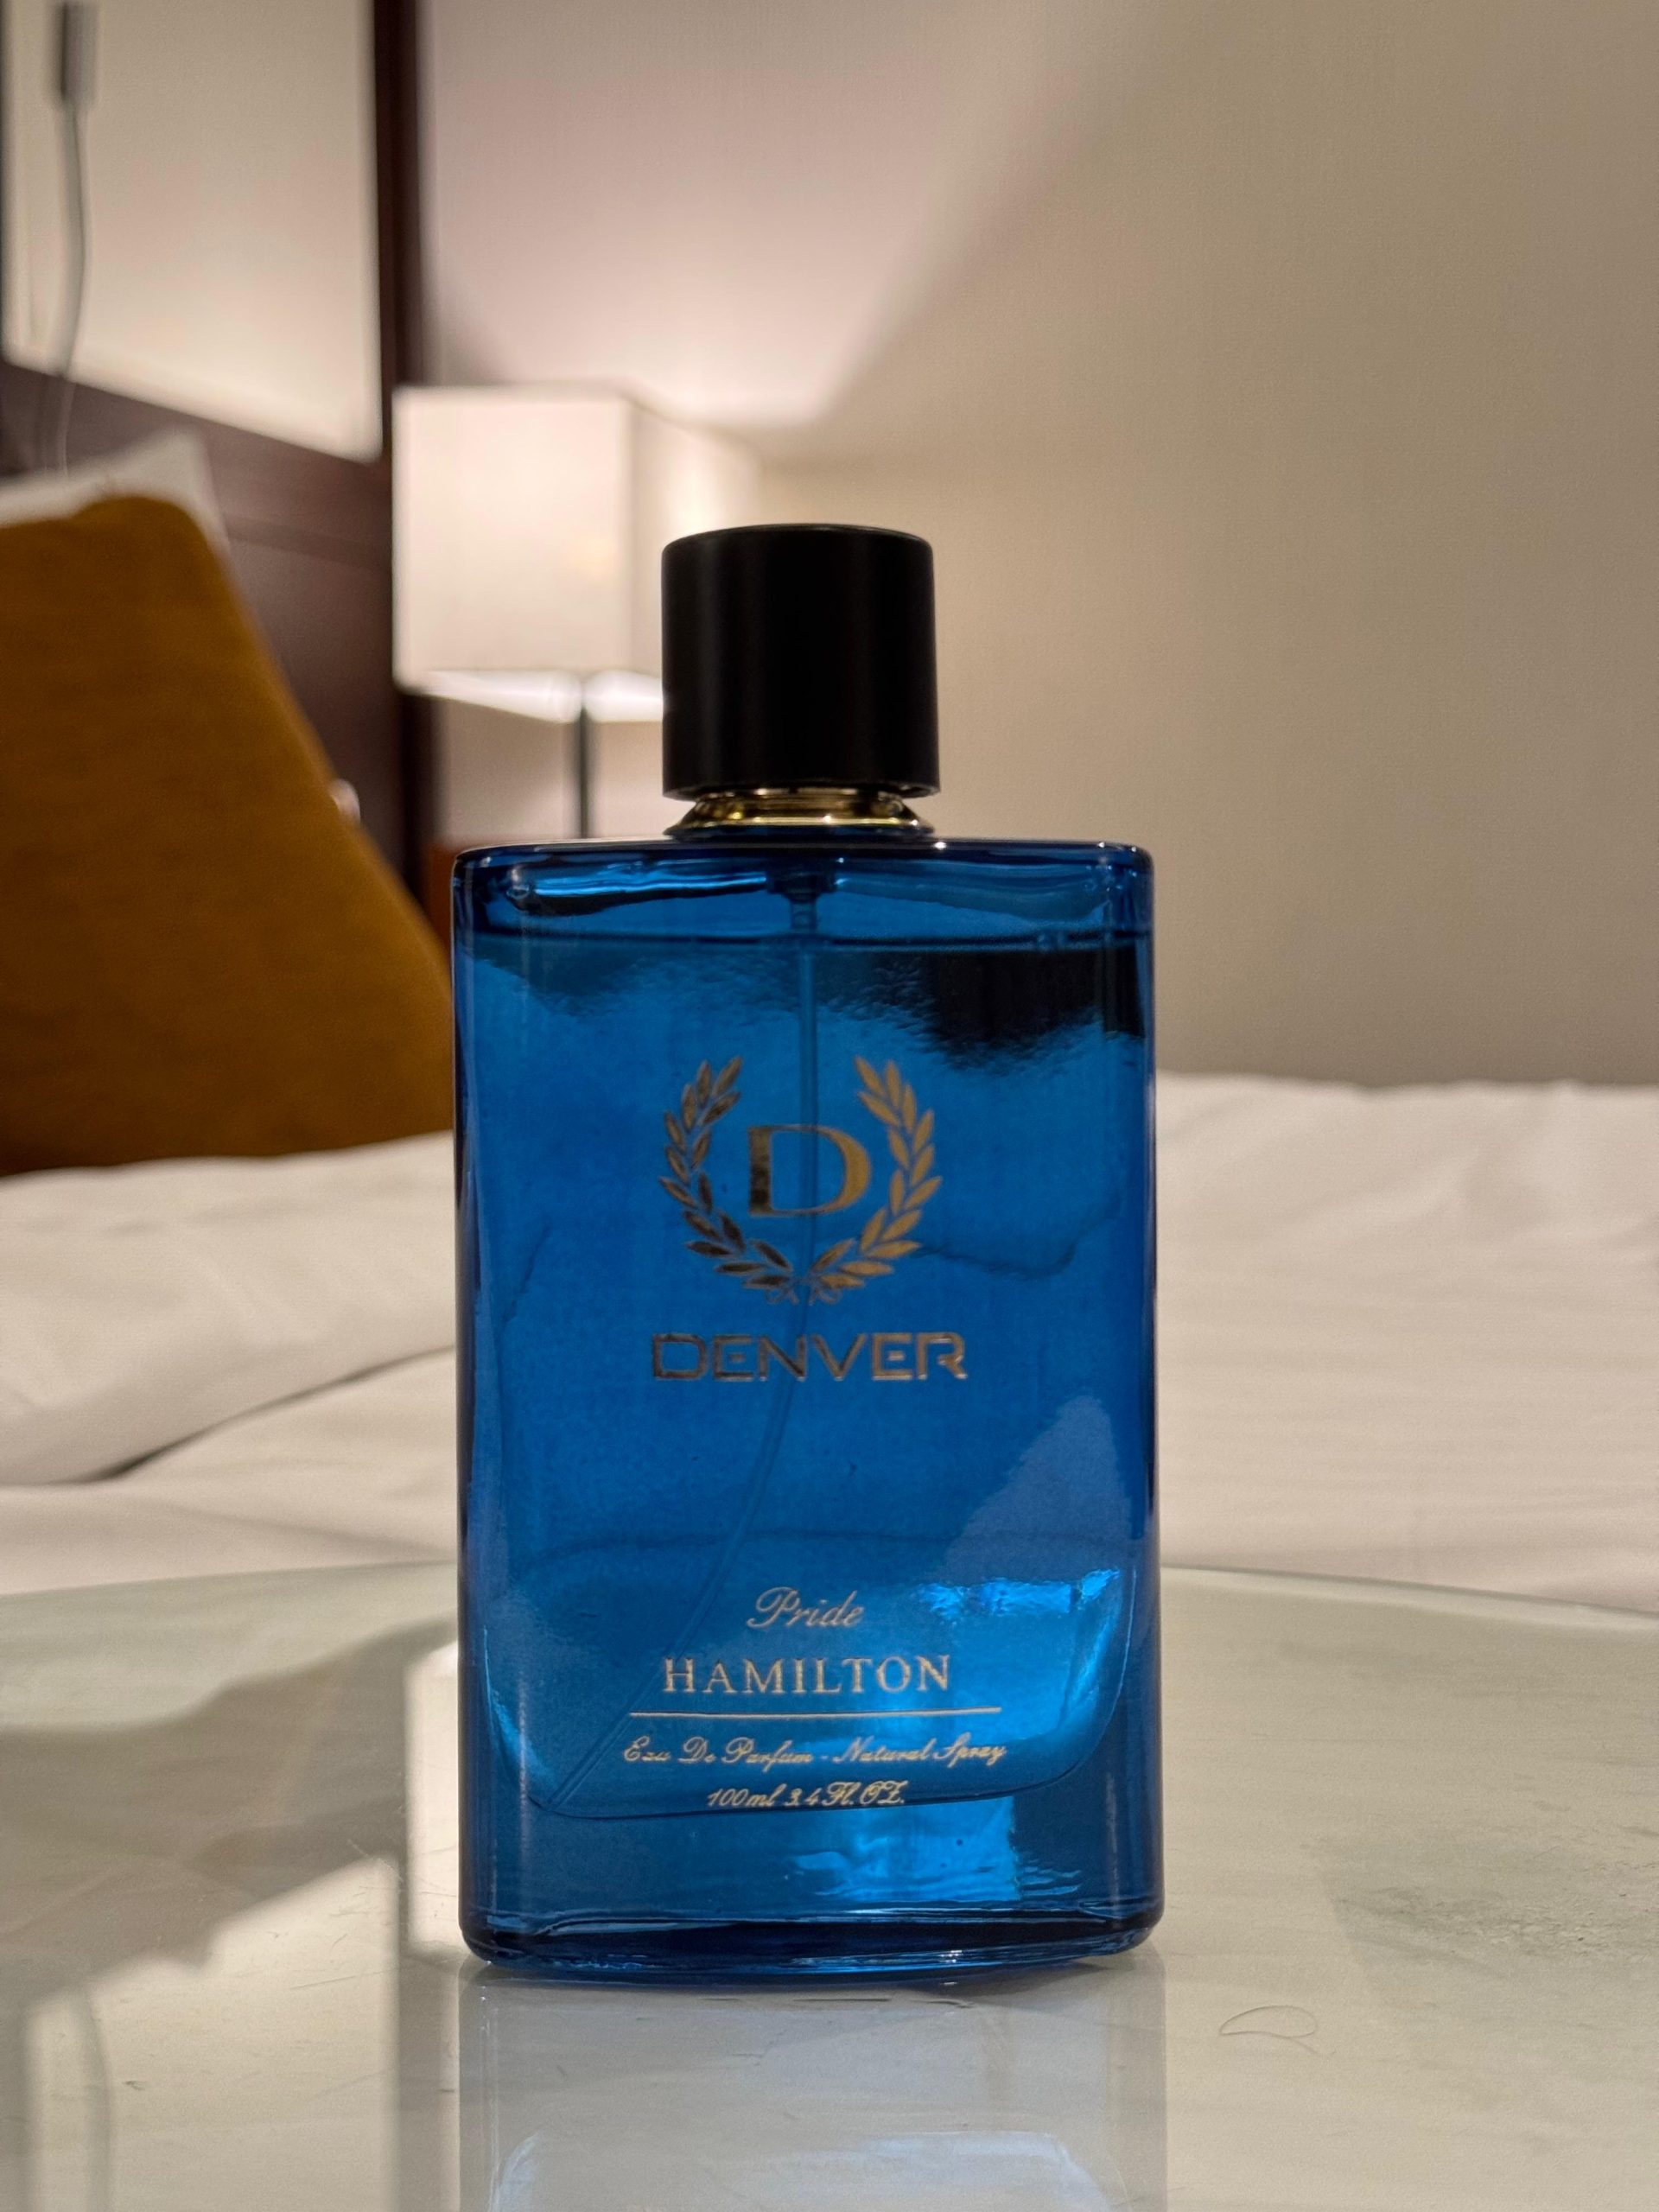 D
DENVER
Pride
HAMILTON
Eau De Parfum - Natural Spray
100ml 3.4 Fl.OZ.